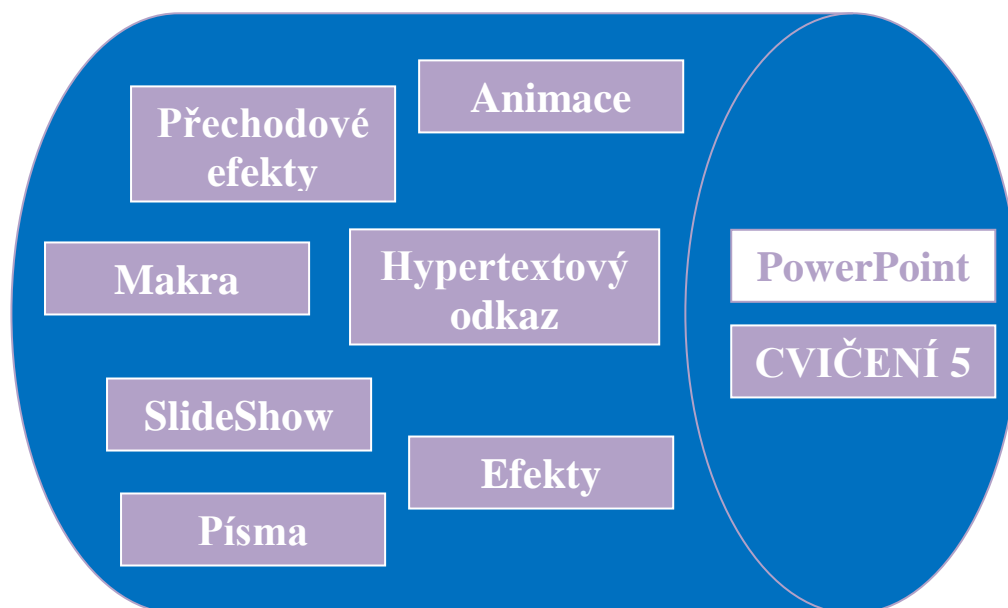 Animace
Přechodové
efekty
Makra
Hypertextový
odkaz
PowerPoint
CVIČENÍ 5
SlideShow
Efekty
Písma